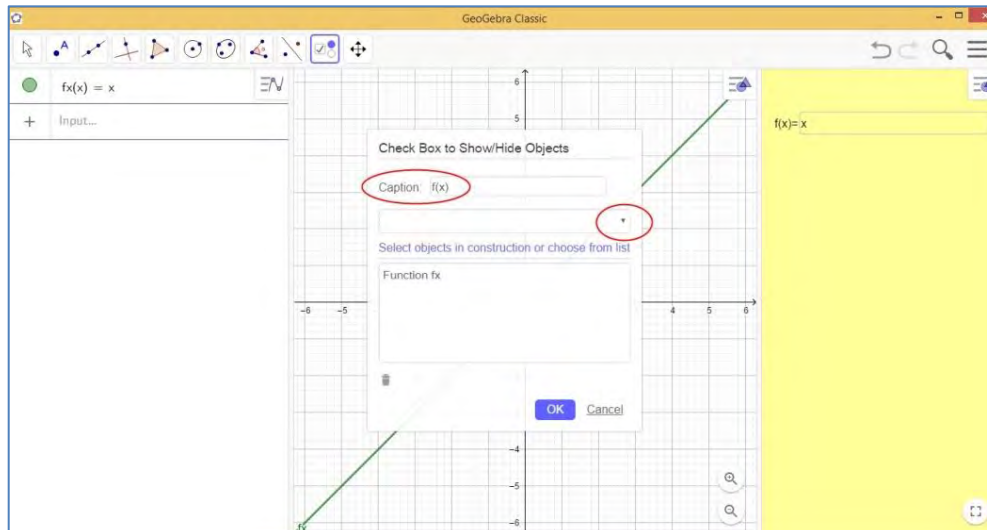 GeoGebra Classic
fx(x) = x
Input...
Check Box to Show/Hide Objects
Caption: f(x)
Select objects in construction or choose from list
Function fx
OK Cancel
f(x)= x
6
5
-6 -5 4 5 6
-4
-5
-6
fx